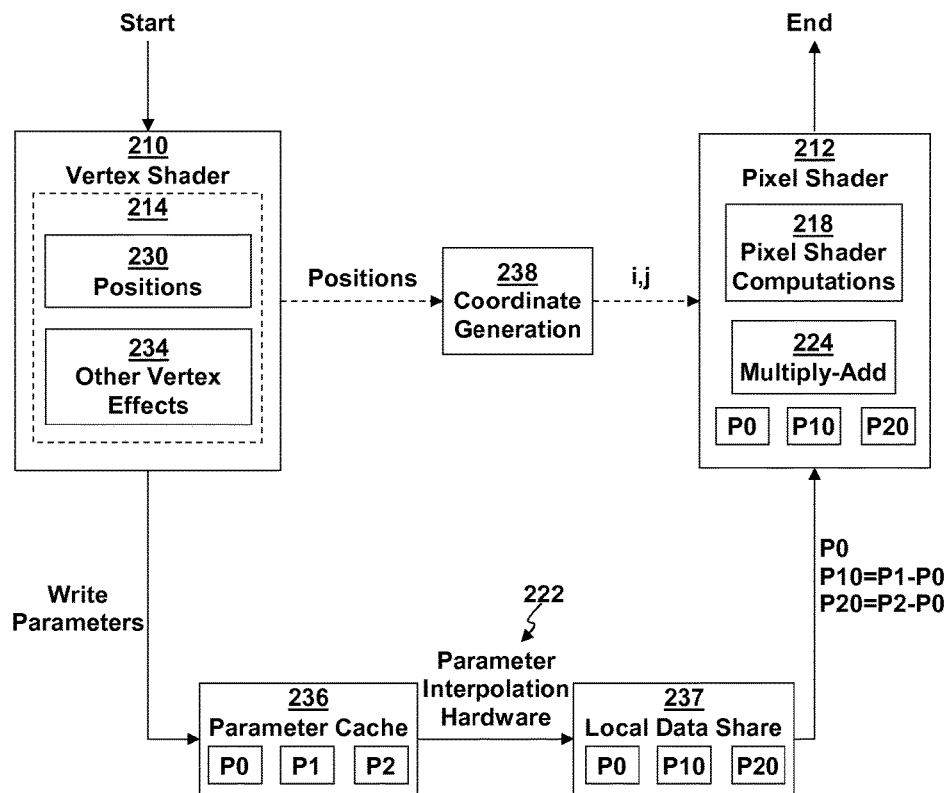 Start
End
210
Vertex Shader
214
230
Positions
234
Other Vertex
Effects
Positions
238
Coordinate
Generation
i,j
212
Pixel Shader
218
Pixel Shader
Computations
224
Multiply-Add
P0 P10 P20
Write
Parameters
236
Parameter Cache
P0 P1 P2
222
Parameter
Interpolation
Hardware
237
Local Data Share
P0 P10 P20
P0
P10=P1-P0
P20=P2-P0